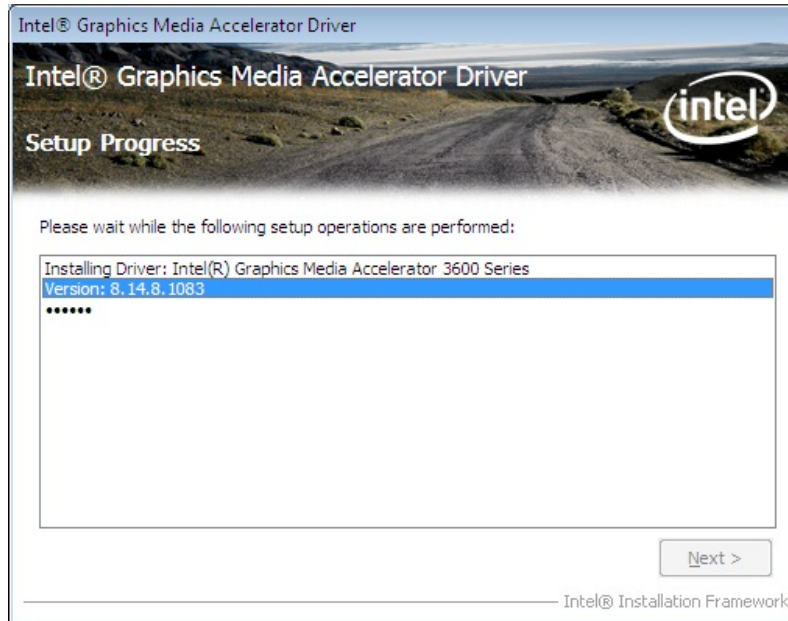 Intel® Graphics Media Accelerator Driver
Intel® Graphics Media Accelerator Driver
intel
Setup Progress
Please wait while the following setup operations are performed:
Installing Driver: Intel(R) Graphics Media Accelerator 3600 Series
Version: 8.14.8.1083
••••••
Next >
Intel® Installation Framework